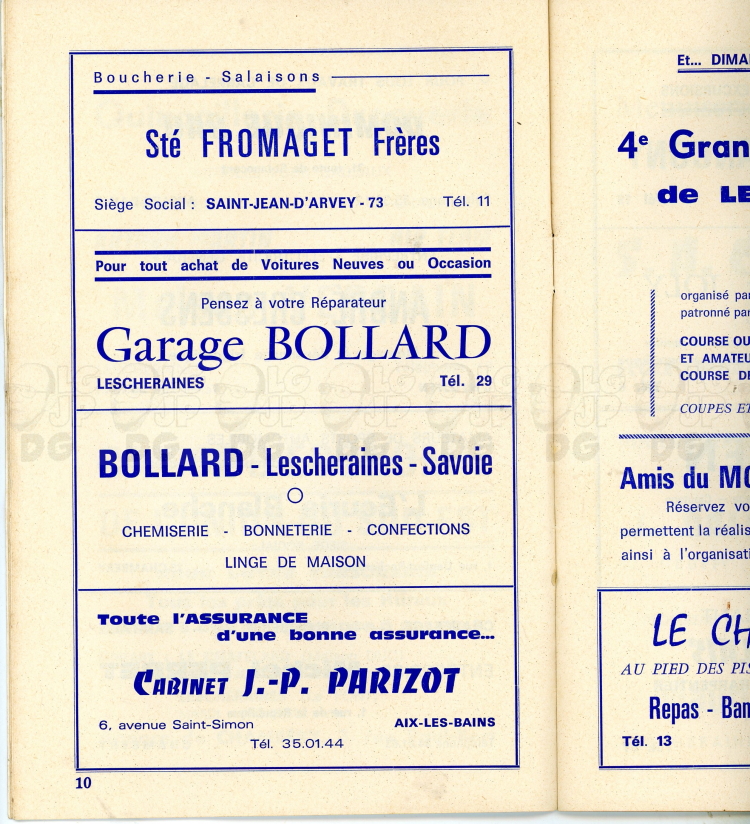 Boucherie - Salaisons
Sté FROMAGET Frères
Siège Social : SAINT-JEAN-D'ARVEY - 73 Tél. 11
Pour tout achat de Voitures Neuves ou Occasion
Pensez à votre Réparateur
Garage BOLLARD
LESCHERAINES Tél. 29
BOLLARD - Lescheraines - Savoie
CHEMISERIE - BONNETERIE - CONFECTIONS
LINGE DE MAISON
Toute l'ASSURANCE
d'une bonne assurance...
CABINET J.-P. PARIZOT
6, avenue Saint-Simon AIX-LES-BAINS
Tél. 35.01.44
10
Et... DIMA
4e Gran
de LE
organisé par
patronné par
COURSE OU
ET AMATEU
COURSE DE
COUPES ET
Amis du MO
Réservez vo
permettent la réalis
ainsi à l'organisati
LE CH
AU PIED DES PIS
Repas - Ban
Tél. 13